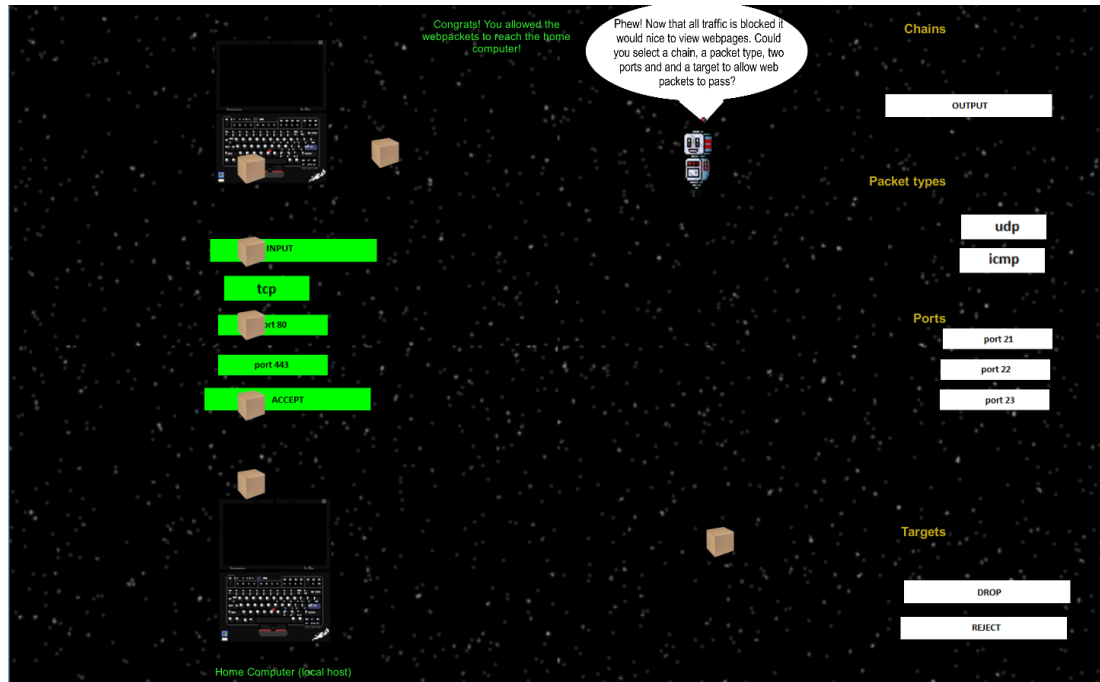 Congrats! You allowed the
webpackets to reach the home
computer!
Phew! Now that all traffic is blocked it
would nice to view webpages. Could
you select a chain, a packet type, two
ports and and a target to allow web
packets to pass?
Chains
OUTPUT
Packet types
udp
icmp
INPUT
tcp
ort 80
port 443
ACCEPT
Ports
port 21
port 22
port 23
Targets
DROP
REJECT
Home Computer (local host)